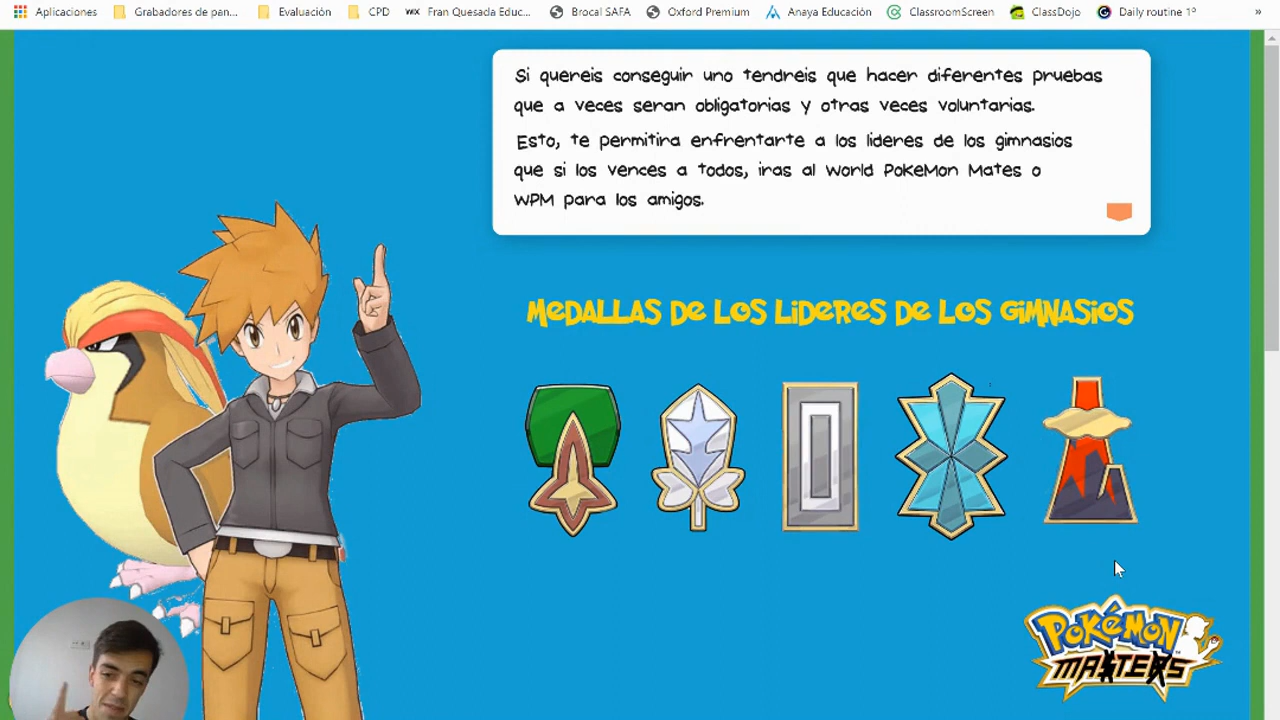 Aplicaciones
Grabadores de pan...
Evaluación
CPD
WiX
Fran Quesada Educ...
Brocal SAFA
Oxford Premium
Anaya Educación
ClassroomScreen
ClassDojo
Daily routine 1º
»
Si quereis conseguir uno tendreis que hacer diferentes pruebas
que a veces seran obligatorias y otras veces voluntarias.
Esto, te permitira enfrentarte a los lideres de los gimnasios
que si los vences a todos, iras al World PoKeMon Mates o
WPM para los amigos.
MeDALLAS De LOS LiDeReS De LOS GiMNASiOS
POKéMON
MATERS